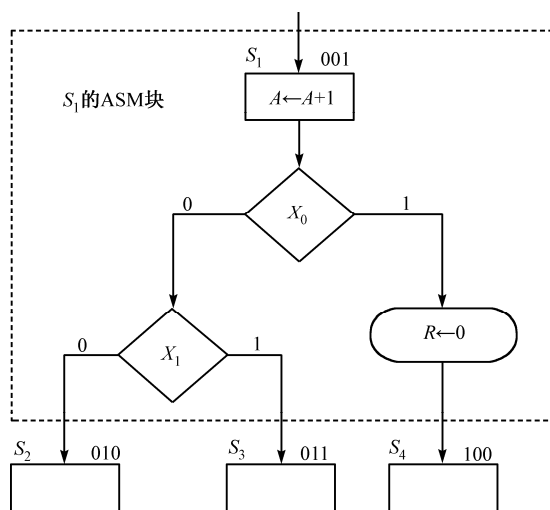 S₁ 001
S₁的ASM块
A←A+1
0 X₀ 1
0 X₁ 1
R←0
S₂ 010
S₃ 011
S₄ 100